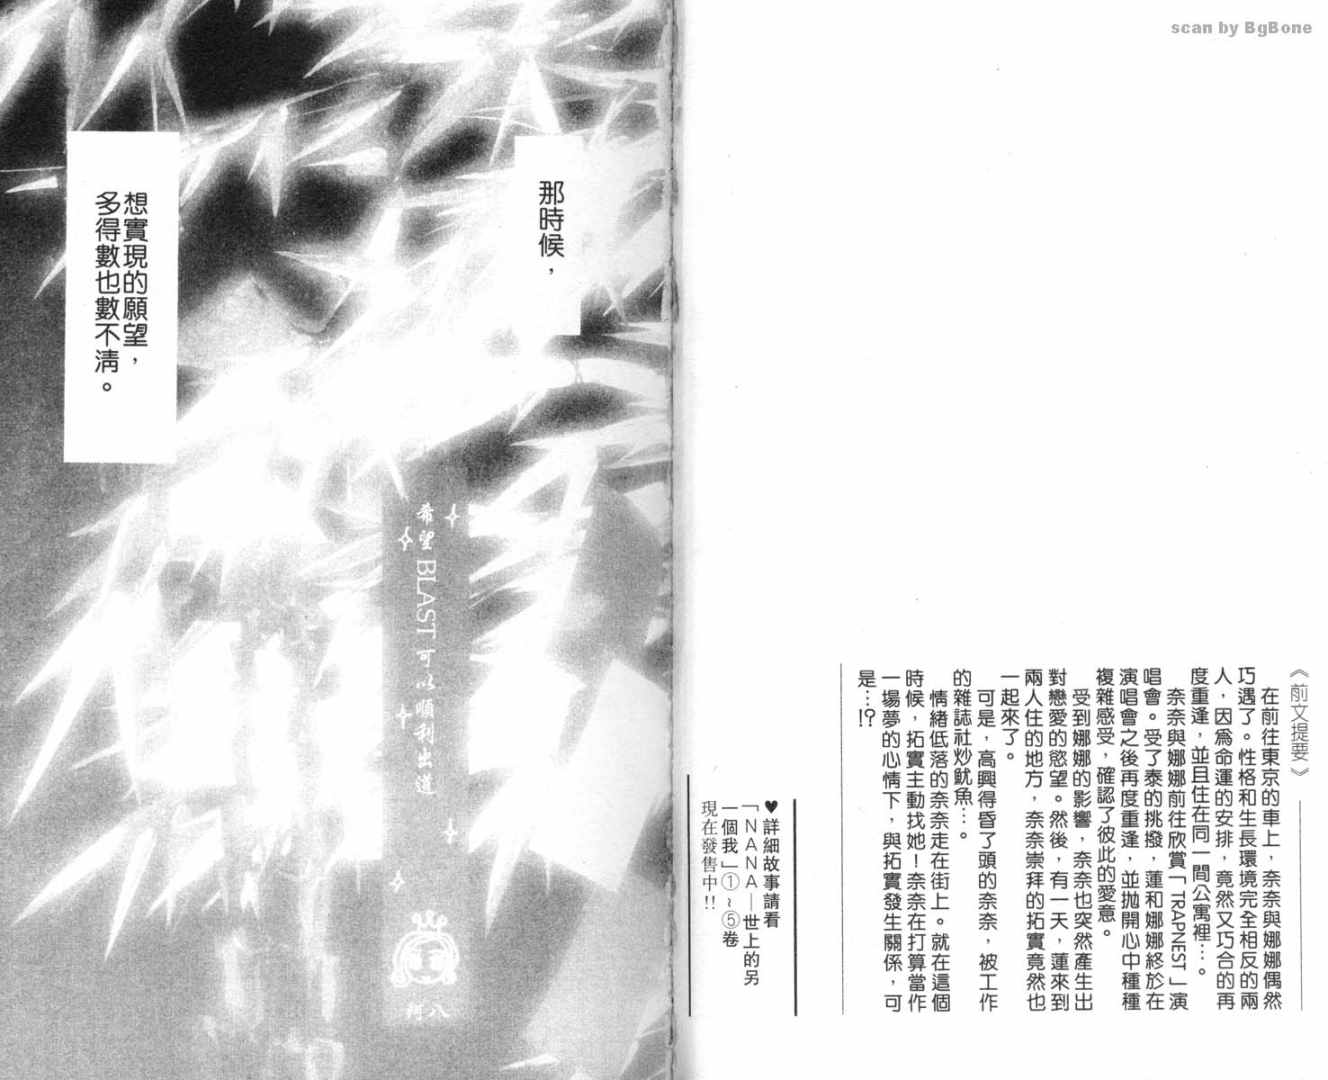 scan by BgBone
《前文提要》
在前往東京的車上，奈奈與娜娜偶然
巧遇了。性格和生長環境完全相反的兩
人，因為命運的安排，竟然又巧合的再
度重逢，並且住在同一間公寓裡…。
奈奈與娜娜前往欣賞「TRAPNEST」演
唱會。受了泰的挑撥，蓮和娜娜終於在
演唱會之後再度重逢，並拋開心中種種
複雜感受，確認了彼此的愛意。
受到娜娜的影響，奈奈也突然產生出
對戀愛的慾望。然後，有一天，蓮來到
兩人住的地方，奈奈崇拜的拓實竟然也
一起來了。
可是，高興得昏了頭的奈奈，被工作
的雜誌社炒魷魚…。
情緒低落的奈奈走在街上。就在這個
時候，拓實主動找她！奈奈在打算當作
一場夢的心情下，與拓實發生關係，可
是…!?
♥詳細故事請看
「NANA—世上的另
一個我」①~⑤卷
現在發售中!!
那時候，
想實現的願望，
多得數也數不清。
希望BLAST可以順利出道
阿八